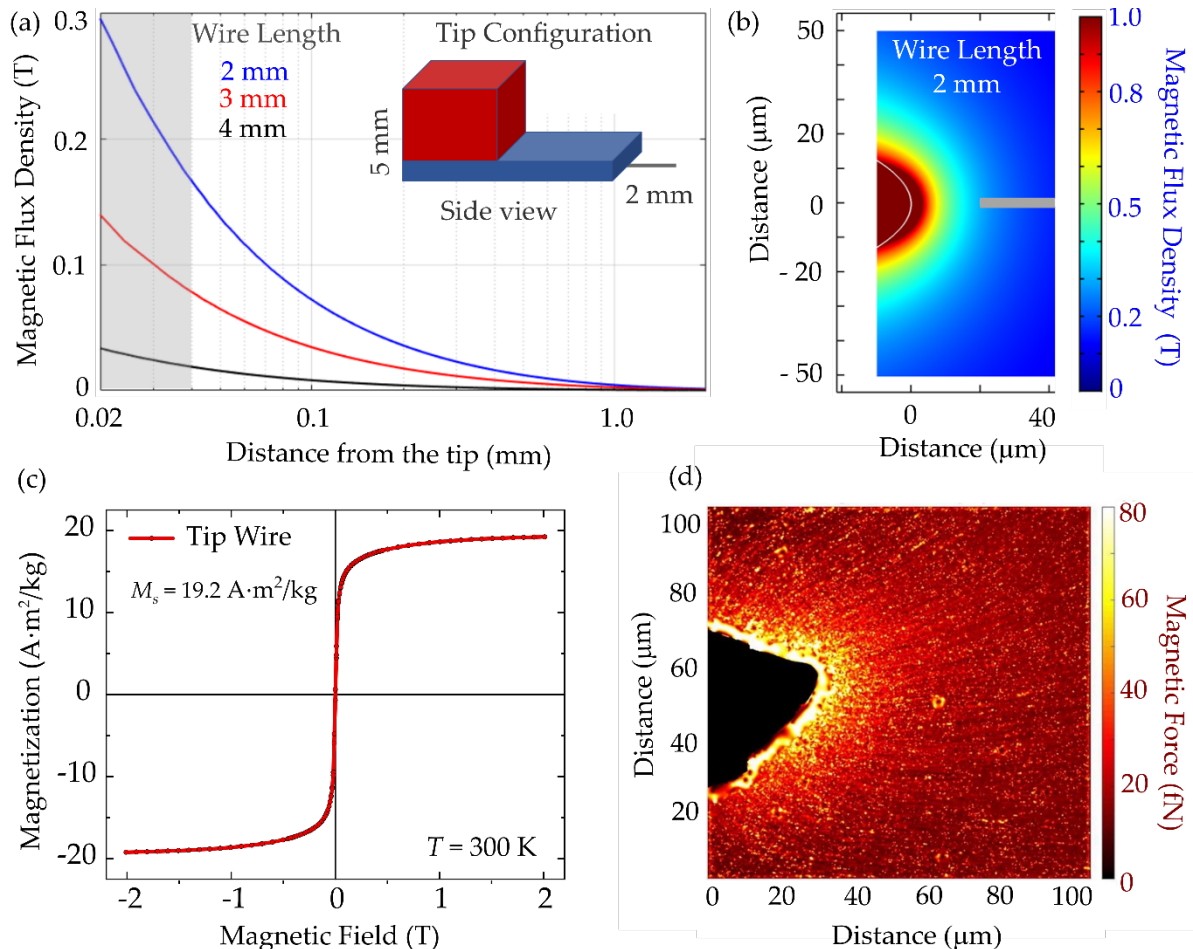 (a)
0.3
0.2
0.1
0
Magnetic Flux Density (T)
Wire Length
2 mm
3 mm
4 mm
Tip Configuration
5 mm
2 mm
Side view
0.02
0.1
1.0
Distance from the tip (mm)
(b)
50
20
0
- 20
- 50
Distance (µm)
Wire Length
2 mm
0
40
Distance (µm)
1.0
0.8
0.5
0.2
0
Magnetic Flux Density (T)
(c)
20
10
0
-10
-20
Magnetization (A·m²/kg)
Tip Wire
Ms = 19.2 A·m²/kg
T = 300 K
-2
-1
0
1
2
Magnetic Field (T)
(d)
100
80
60
40
20
Distance (µm)
0
20
40
60
80
100
Distance (µm)
80
60
40
20
0
Magnetic Force (fN)